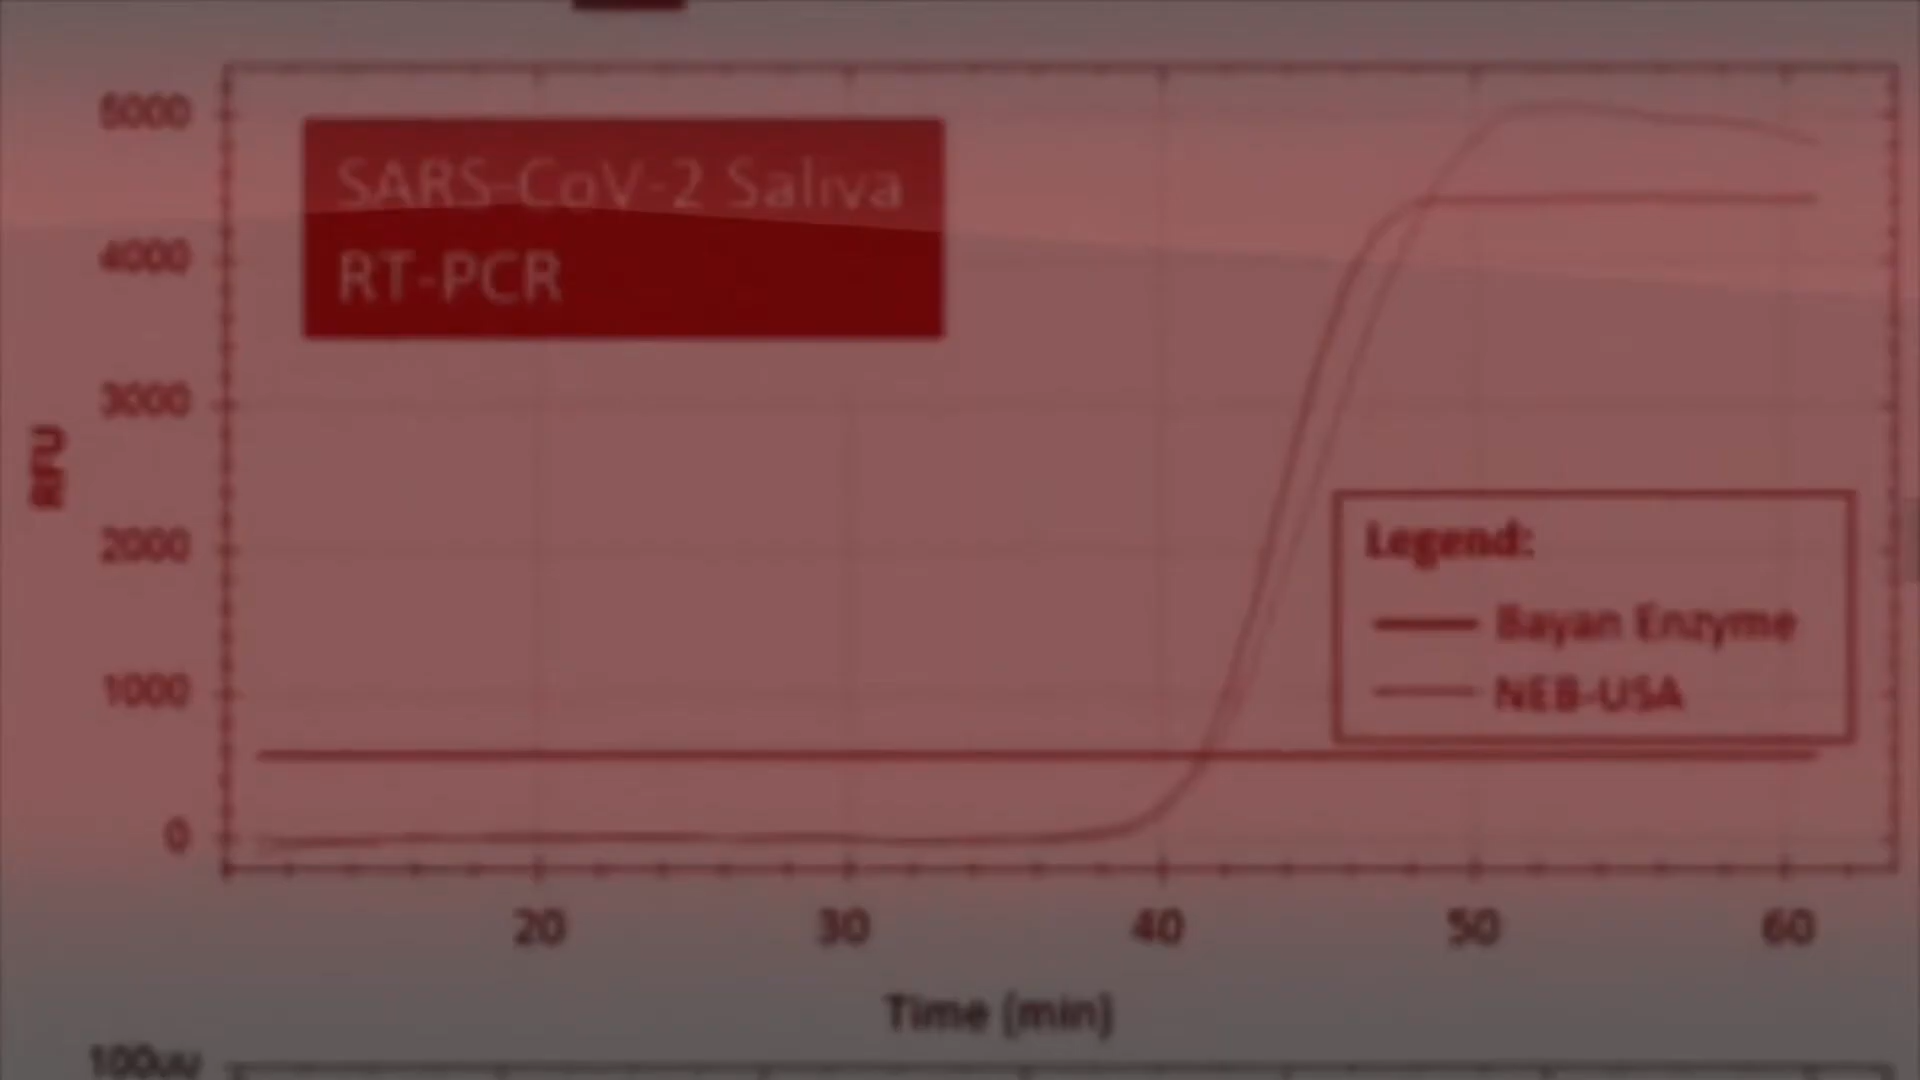 5000
SARS-CoV-2 Saliva
RT-PCR
4000
3000
RFU
2000
Legend:
Bayan Enzyme
1000
NEB-USA
0
20 30 40 50 60
Time (min)